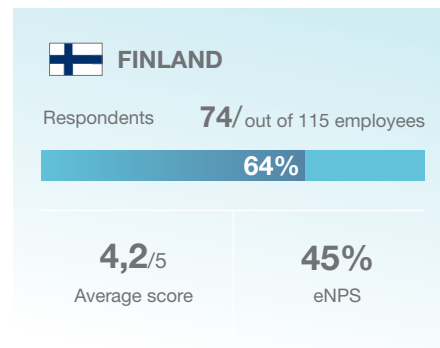 FINLAND
Respondents 74/out of 115 employees
64%
4,2/5 45%
Average score eNPS